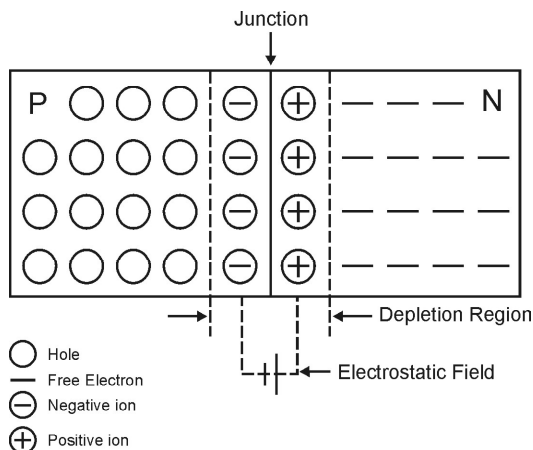 Junction
P N
Depletion Region
Electrostatic Field
Hole
Free Electron
Negative ion
Positive ion